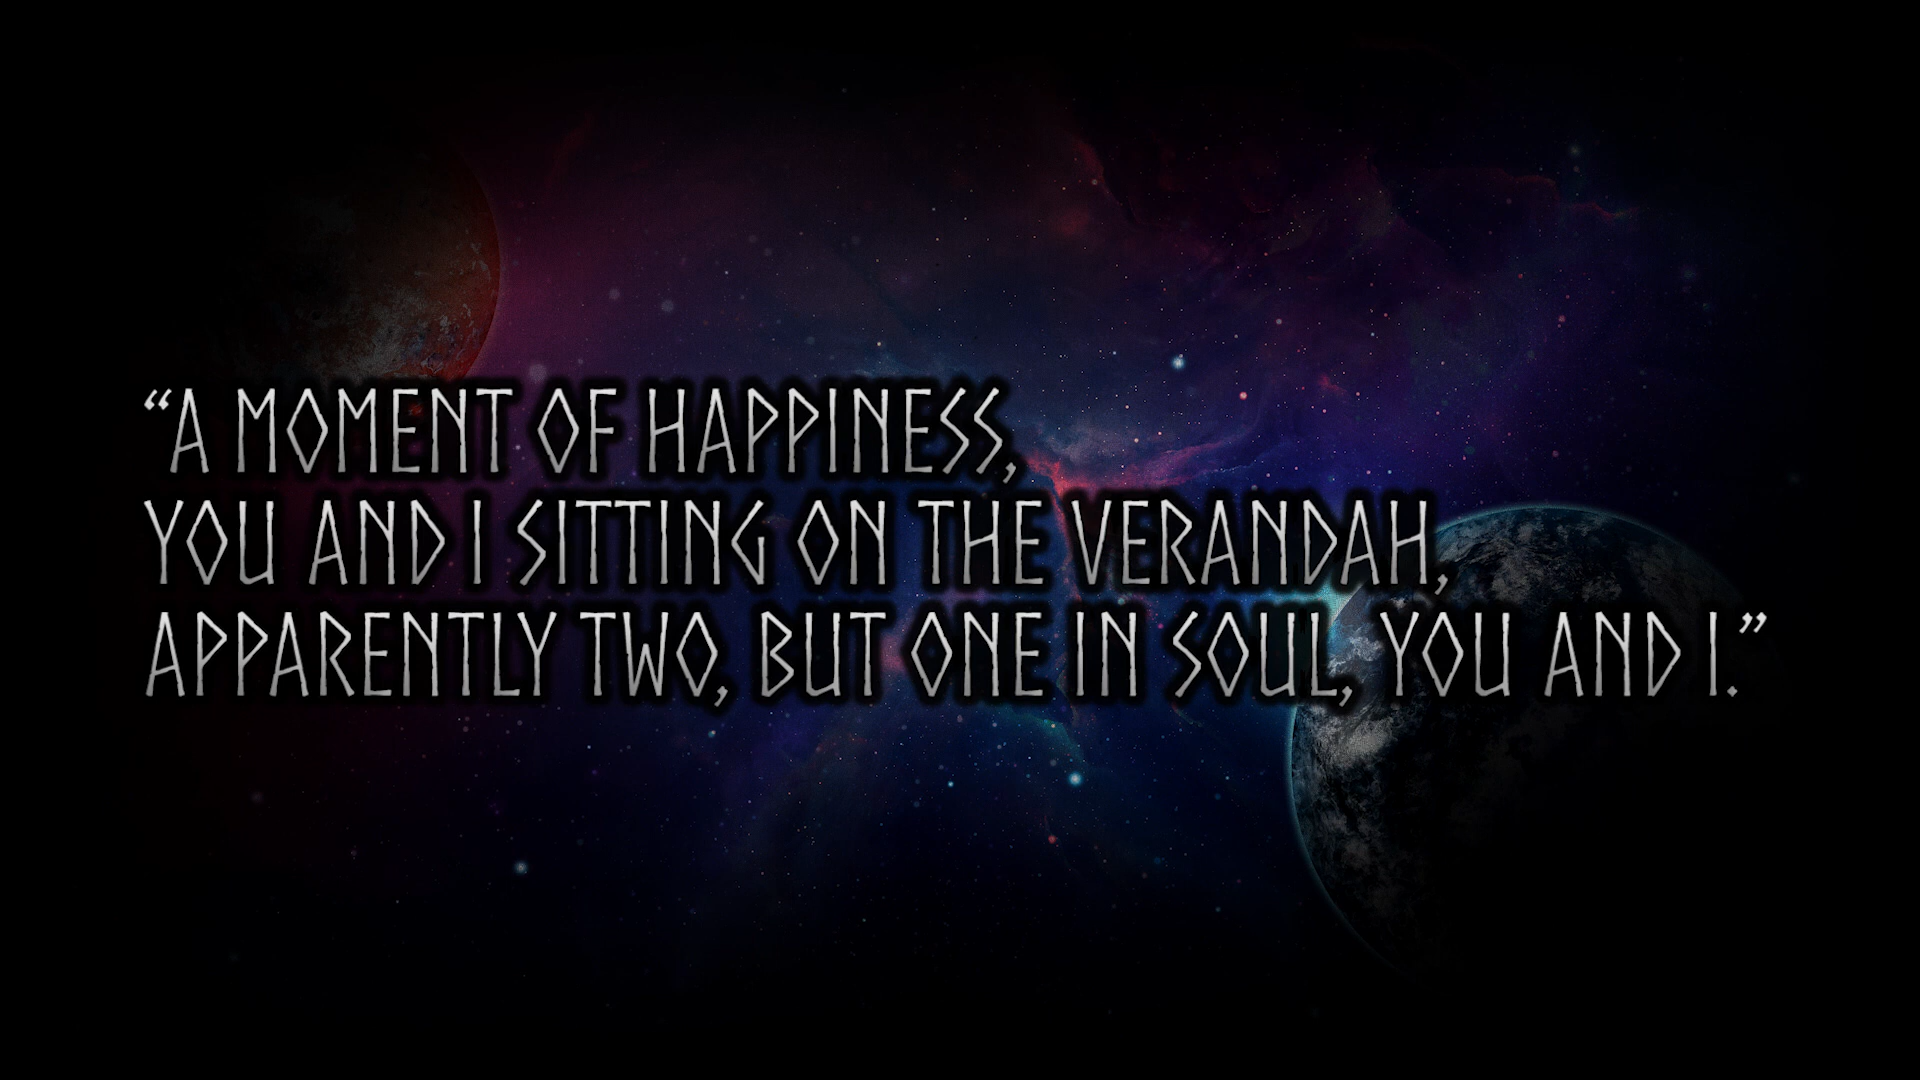 “A MOMENT OF HAPPINESS,
YOU AND I SITTING ON THE VERANDAH,
APPARENTLY TWO, BUT ONE IN SOUL, YOU AND I.”